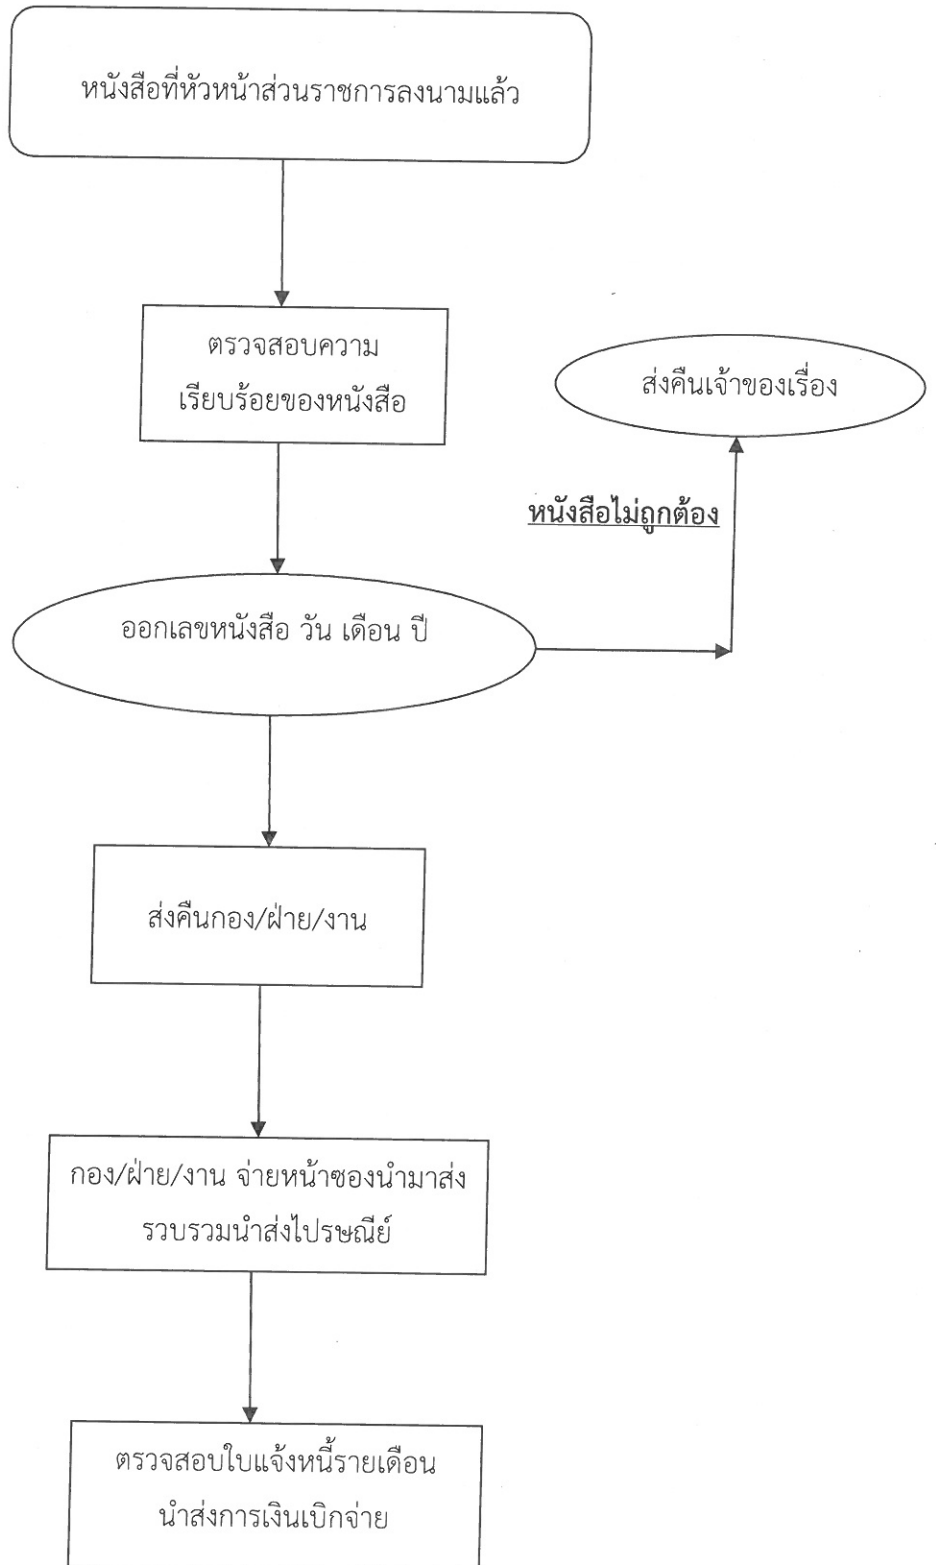 หนังสือที่หัวหน้าส่วนราชการลงนามแล้ว
ตรวจสอบความ
เรียบร้อยของหนังสือ
ส่งคืนเจ้าของเรื่อง
หนังสือไม่ถูกต้อง
ออกเลขหนังสือ วัน เดือน ปี
ส่งคืนกอง/ฝ่าย/งาน
กอง/ฝ่าย/งาน จ่ายหน้าซองนำมาส่ง
รวบรวมนำส่งไปรษณีย์
ตรวจสอบใบแจ้งหนี้รายเดือน
นำส่งการเงินเบิกจ่าย